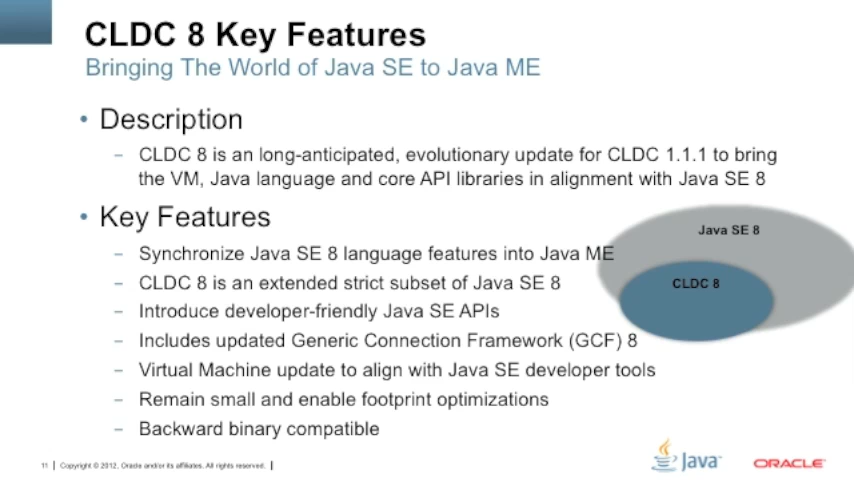 CLDC 8 Key Features
Bringing The World of Java SE to Java ME
• Description
– CLDC 8 is an long-anticipated, evolutionary update for CLDC 1.1.1 to bring
the VM, Java language and core API libraries in alignment with Java SE 8
• Key Features
Java SE 8
– Synchronize Java SE 8 language features into Java ME
– CLDC 8 is an extended strict subset of Java SE 8
CLDC 8
– Introduce developer-friendly Java SE APIs
– Includes updated Generic Connection Framework (GCF) 8
– Virtual Machine update to align with Java SE developer tools
– Remain small and enable footprint optimizations
– Backward binary compatible
11 | Copyright © 2012, Oracle and/or its affiliates. All rights reserved. |
Java
ORACLE